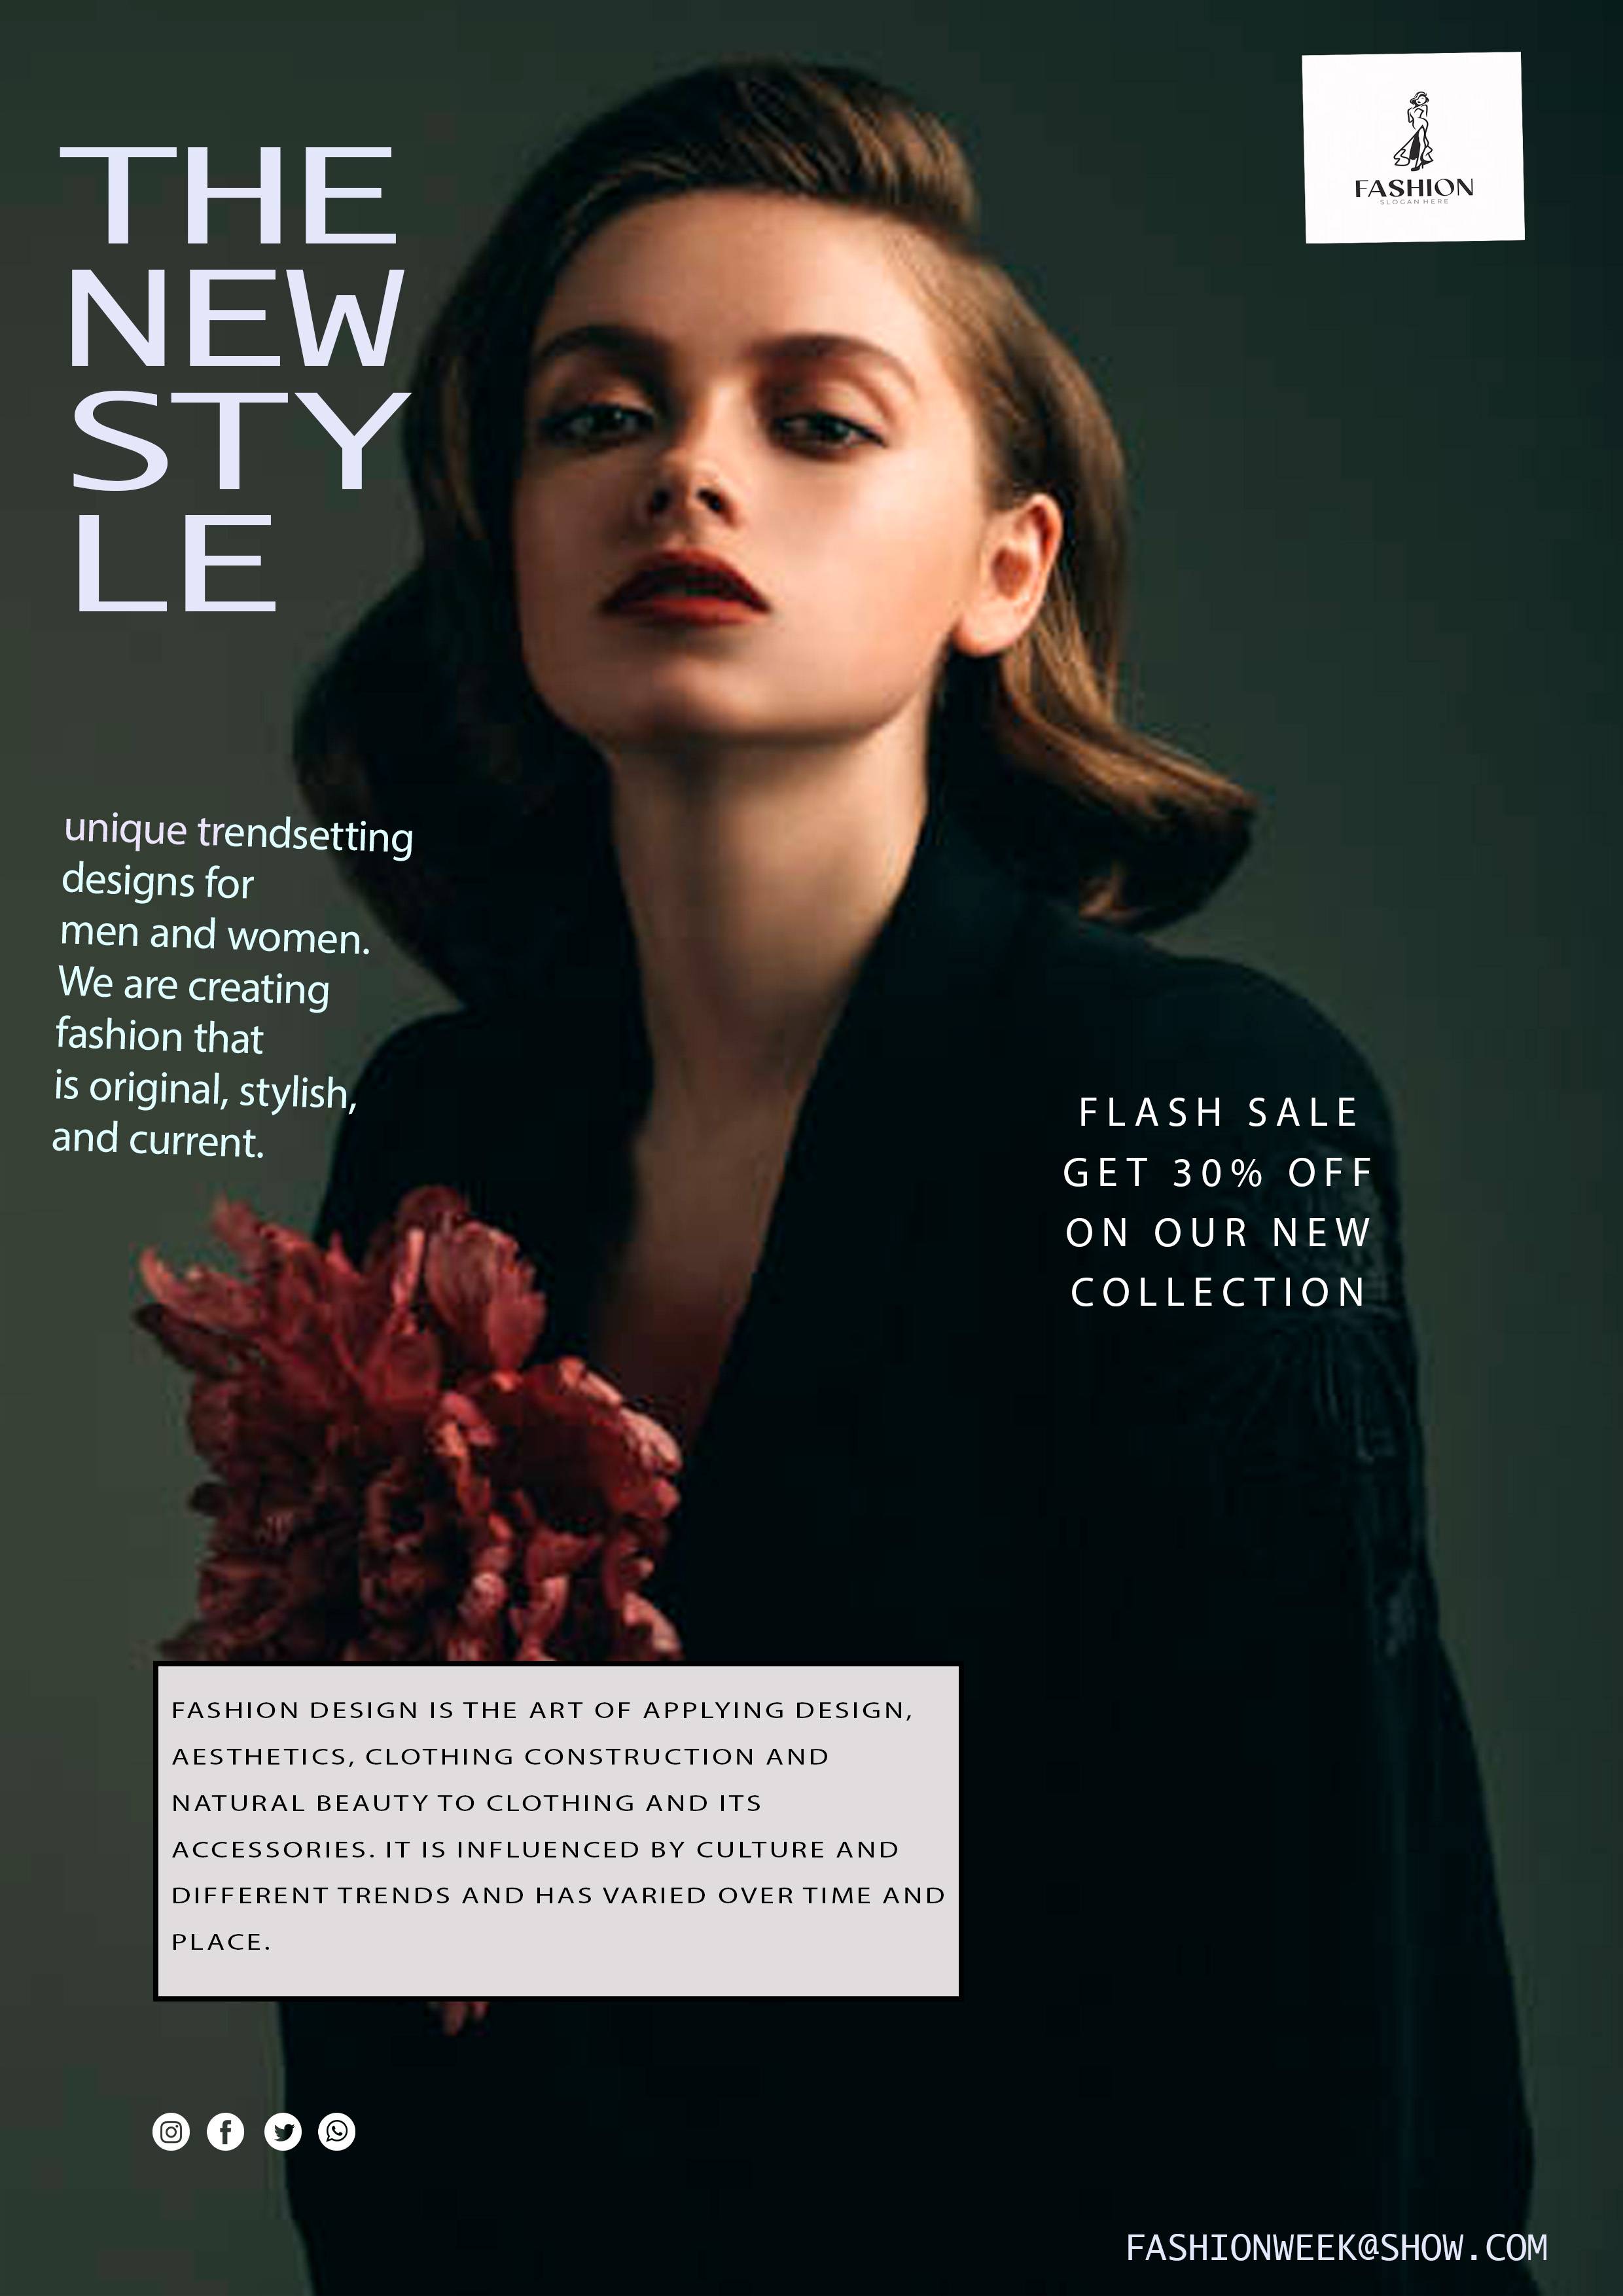 THE
NEW
STY
LE
FASHION
SLOGAN HERE
unique trendsetting
designs for
men and women.
We are creating
fashion that
is original, stylish,
and current.
FLASH SALE
GET 30% OFF
ON OUR NEW
COLLECTION
FASHION DESIGN IS THE ART OF APPLYING DESIGN,
AESTHETICS, CLOTHING CONSTRUCTION AND
NATURAL BEAUTY TO CLOTHING AND ITS
ACCESSORIES. IT IS INFLUENCED BY CULTURE AND
DIFFERENT TRENDS AND HAS VARIED OVER TIME AND
PLACE.
FASHIONWEEK@SHOW.COM